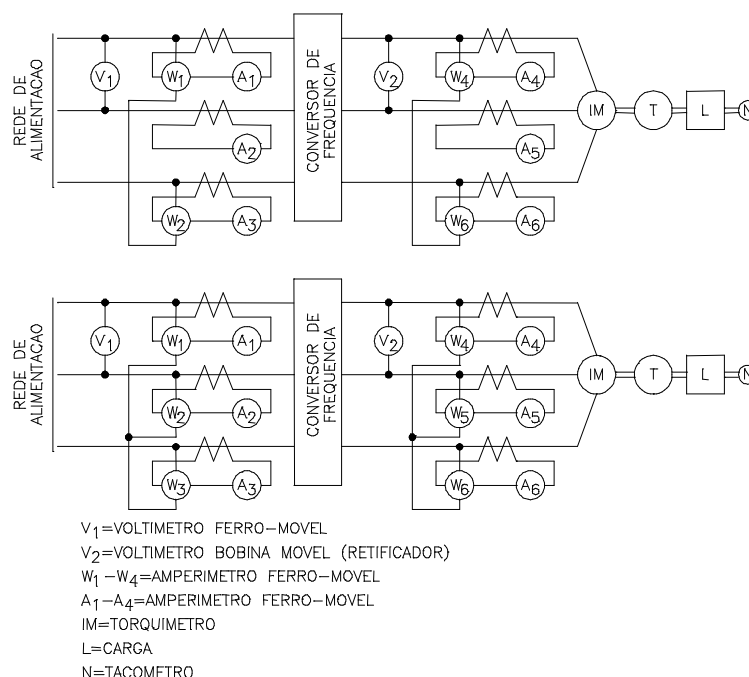 REDE DE
ALIMENTACAO
V1
W1
A1
A2
W2
A3
CONVERSOR DE
FREQUENCIA
V2
W4
A4
A5
W6
A6
IM
T
L
N
REDE DE
ALIMENTACAO
V1
W1
A1
W2
A2
W3
A3
CONVERSOR DE
FREQUENCIA
V2
W4
A4
W5
A5
W6
A6
IM
T
L
N
V1=VOLTIMETRO FERRO-MOVEL
V2=VOLTIMETRO BOBINA MOVEL (RETIFICADOR)
W1-W4=AMPERIMETRO FERRO-MOVEL
A1-A4=AMPERIMETRO FERRO-MOVEL
IM=TORQUIMETRO
L=CARGA
N=TACOMETRO